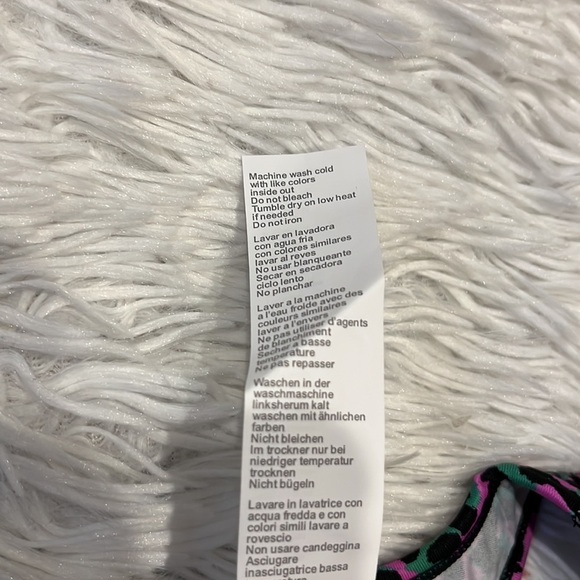 Machine wash cold
with like colors
inside out
Do not bleach
Tumble dry on low heat
if needed
Do not iron
Lavar en lavadora
con agua fria
con colores similares
lavar al reves
No usar blanqueante
Secar en secadora
ciclo lento
No planchar
Laver a la machine
a l'eau froide avec des
couleurs similaires
laver a l'envers
Ne pas utiliser d'agents
de blanchiment
Secher a basse
temperature
Ne pas repasser
Waschen in der
waschmaschine
linksherum kalt
waschen mit ähnlichen
farben
Nicht bleichen
Im trockner nur bei
niedriger temperatur
trocknen
Nicht bügeln
Lavare in lavatrice con
acqua fredda e con
colori simili lavare a
rovescio
Non usare candeggina
Asciugare
inasciugatrice bassa